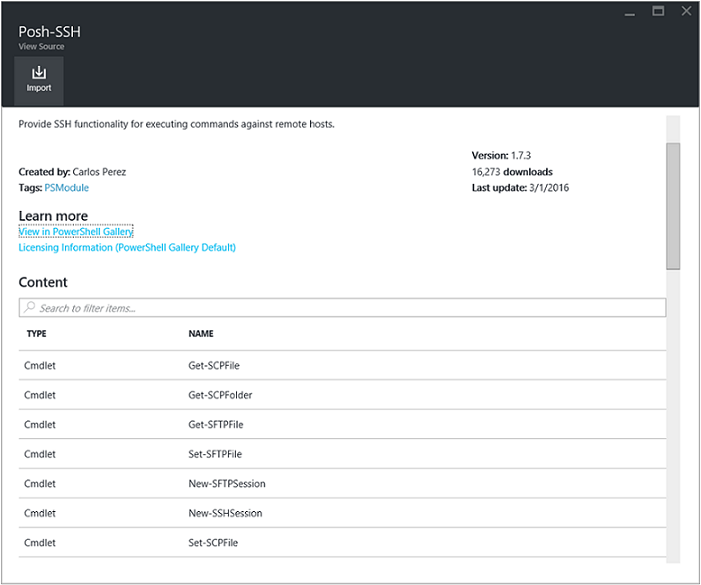 Posh-SSH
View Source
Import
Provide SSH functionality for executing commands against remote hosts.
Version: 1.7.3
Created by: Carlos Perez
16,273 downloads
Tags: PSModule
Last update: 3/1/2016
Learn more
View in PowerShell Gallery
Licensing Information (PowerShell Gallery Default)
Content
Search to filter items...
TYPE NAME
Cmdlet Get-SCPFile
Cmdlet Get-SCPFolder
Cmdlet Get-SFTPFile
Cmdlet Set-SFTPFile
Cmdlet New-SFTPSession
Cmdlet New-SSHSession
Cmdlet Set-SCPFile